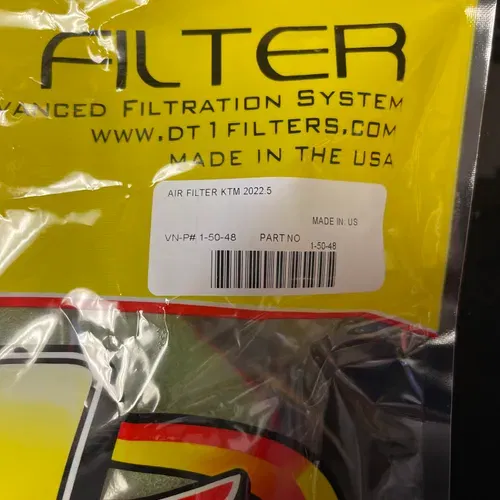 FILTER
VANCED FILTRATION SYSTEM
WWW.DT1FILTERS.COM
MADE IN THE USA
AIR FILTER KTM 2022.5
MADE IN: US
VN-P# 1-50-48 PART NO 1-50-48